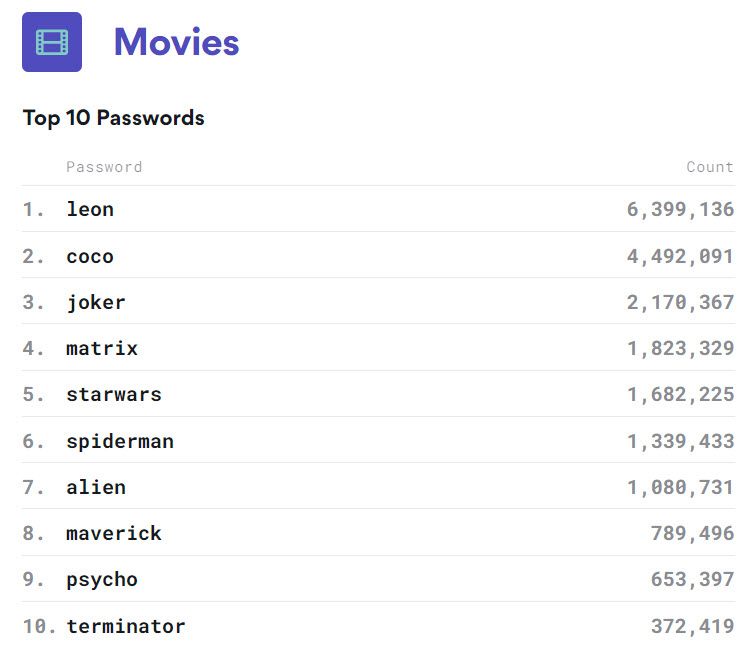 Movies
Top 10 Passwords
Password Count
1. leon 6,399,136
2. coco 4,492,091
3. joker 2,170,367
4. matrix 1,823,329
5. starwars 1,682,225
6. spiderman 1,339,433
7. alien 1,080,731
8. maverick 789,496
9. psycho 653,397
10. terminator 372,419